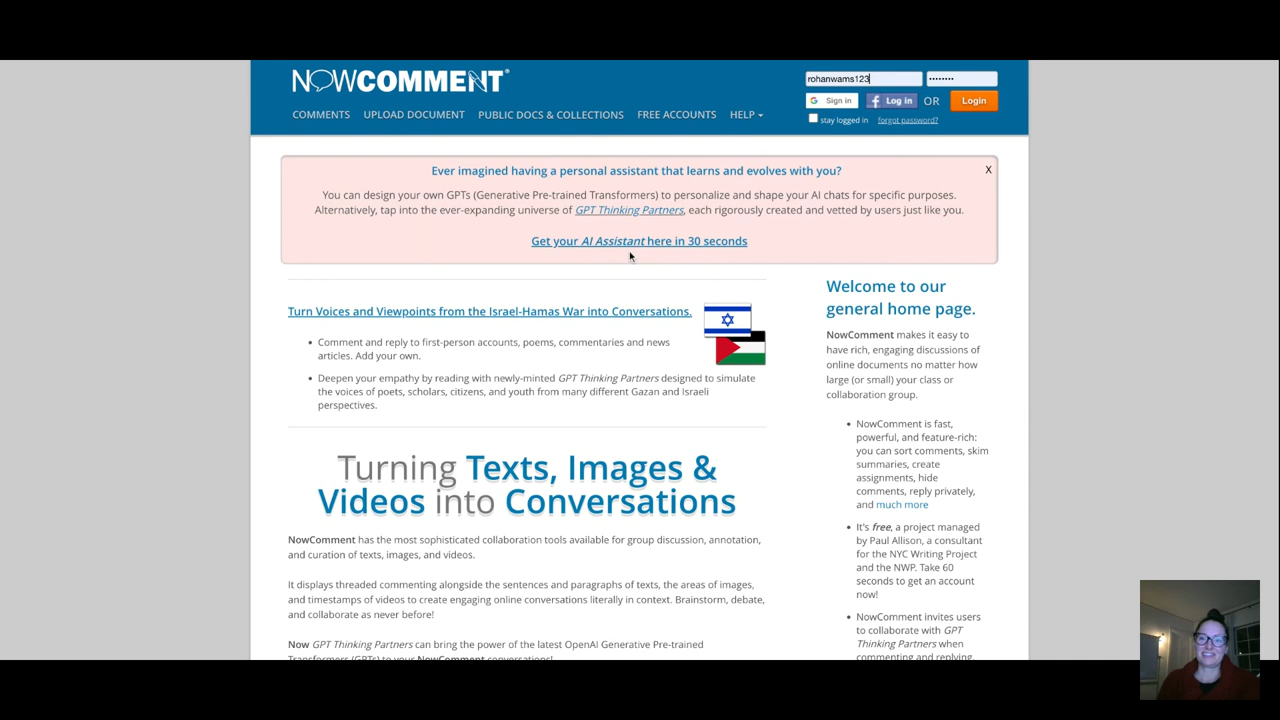 NOWCOMMENT®
rohanwams123
••••••••
Sign in
Log in
OR
Login
stay logged in
forgot password?
COMMENTS
UPLOAD DOCUMENT
PUBLIC DOCS & COLLECTIONS
FREE ACCOUNTS
HELP
Ever imagined having a personal assistant that learns and evolves with you?
X
You can design your own GPTs (Generative Pre-trained Transformers) to personalize and shape your AI chats for specific purposes.
Alternatively, tap into the ever-expanding universe of GPT Thinking Partners, each rigorously created and vetted by users just like you.
Get your AI Assistant here in 30 seconds
Turn Voices and Viewpoints from the Israel-Hamas War into Conversations.
• Comment and reply to first-person accounts, poems, commentaries and news
articles. Add your own.
• Deepen your empathy by reading with newly-minted GPT Thinking Partners designed to simulate
the voices of poets, scholars, citizens, and youth from many different Gazan and Israeli
perspectives.
Turning Texts, Images &
Videos into Conversations
NowComment has the most sophisticated collaboration tools available for group discussion, annotation,
and curation of texts, images, and videos.
It displays threaded commenting alongside the sentences and paragraphs of texts, the areas of images,
and timestamps of videos to create engaging online conversations literally in context. Brainstorm, debate,
and collaborate as never before!
Now GPT Thinking Partners can bring the power of the latest OpenAI Generative Pre-trained
Transformers (GPTs) to your NowComment conversations!
Welcome to our
general home page.
NowComment makes it easy to
have rich, engaging discussions of
online documents no matter how
large (or small) your class or
collaboration group.
• NowComment is fast,
powerful, and feature-rich:
you can sort comments, skim
summaries, create
assignments, hide
comments, reply privately,
and much more
• It's free, a project managed
by Paul Allison, a consultant
for the NYC Writing Project
and the NWP. Take 60
seconds to get an account
now!
• NowComment invites users
to collaborate with GPT
Thinking Partners when
commenting and replying.